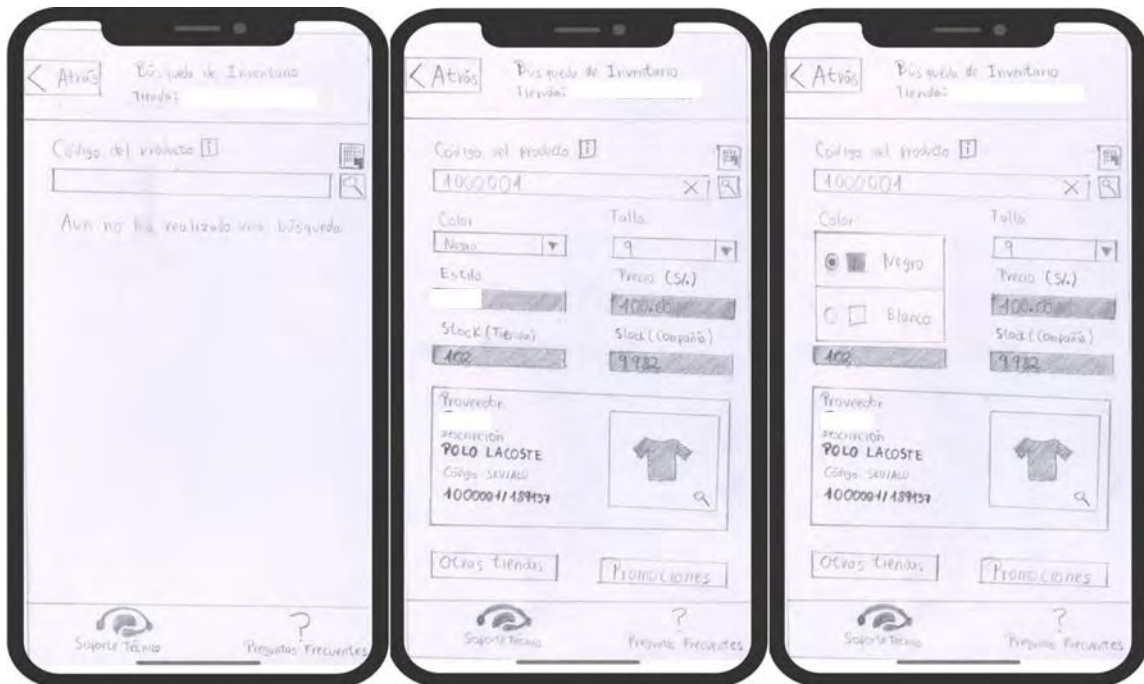 < Atrás
Búsqueda de Inventario
Tienda:
Código del producto i
Aun no ha realizado una búsqueda
Soporte Técnico
?
Preguntas Frecuentes
< Atrás
Búsqueda de Inventario
Tienda:
Código del producto i
1000001 X
Color Talla
Negro 9
Estilo Precio (S/.)
100.00
Stock (Tienda) Stock (Compañía)
102 9982
Proveedor
Descripción
POLO LACOSTE
Código SKU/ALU
1000001/189137
Otras tiendas Promociones
Soporte Técnico
?
Preguntas Frecuentes
< Atrás
Búsqueda de Inventario
Tienda:
Código del producto i
1000001 X
Color Talla
9
Negro
Precio (S/.)
100.00
Blanco
Stock (Compañía)
102 9982
Proveedor
Descripción
POLO LACOSTE
Código SKU/ALU
1000001/189137
Otras tiendas Promociones
Soporte Técnico
?
Preguntas Frecuentes